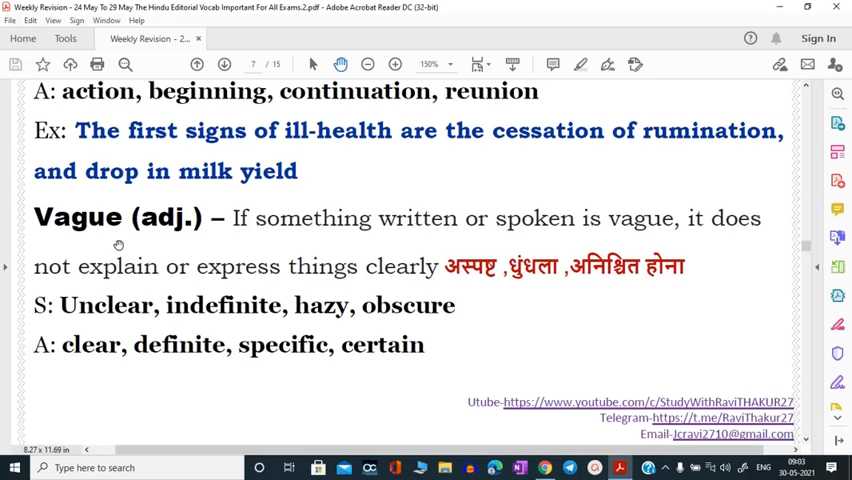 Weekly Revision - 24 May To 29 May The Hindu Editorial Vocab Important For All Exams.2.pdf - Adobe Acrobat Reader DC (32-bit)
File Edit View Sign Window Help
Home Tools Weekly Revision - 2... × Sign In
7 / 15 150%
A: action, beginning, continuation, reunion
Ex: The first signs of ill-health are the cessation of rumination,
and drop in milk yield
Vague (adj.) – If something written or spoken is vague, it does
not explain or express things clearly अस्पष्ट ,धुंधला ,अनिश्चित होना
S: Unclear, indefinite, hazy, obscure
A: clear, definite, specific, certain
Utube-https://www.youtube.com/c/StudyWithRaviTHAKUR27
Telegram-https://t.me/RaviThakur27
Email-Jcravi2710@gmail.com
8.27 x 11.69 in
Type here to search
ENG
09:03
30-05-2021